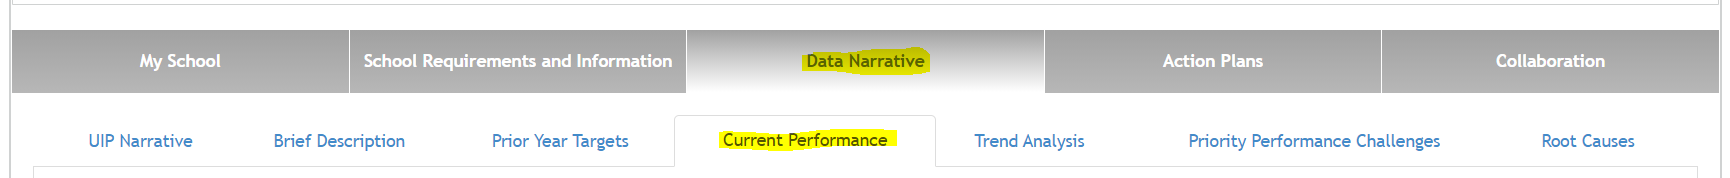 My School School Requirements and Information Data Narrative Action Plans Collaboration
UIP Narrative Brief Description Prior Year Targets Current Performance Trend Analysis Priority Performance Challenges Root Causes